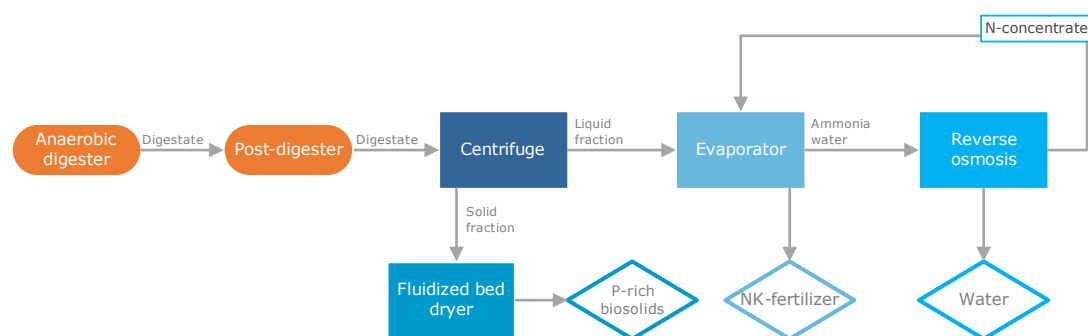 N-concentrate
Anaerobic
digester
Digestate
Post-digester
Digestate
Centrifuge
Liquid
fraction
Evaporator
Ammonia
water
Reverse
osmosis
Solid
fraction
Fluidized bed
dryer
P-rich
biosolids
NK-fertilizer
Water